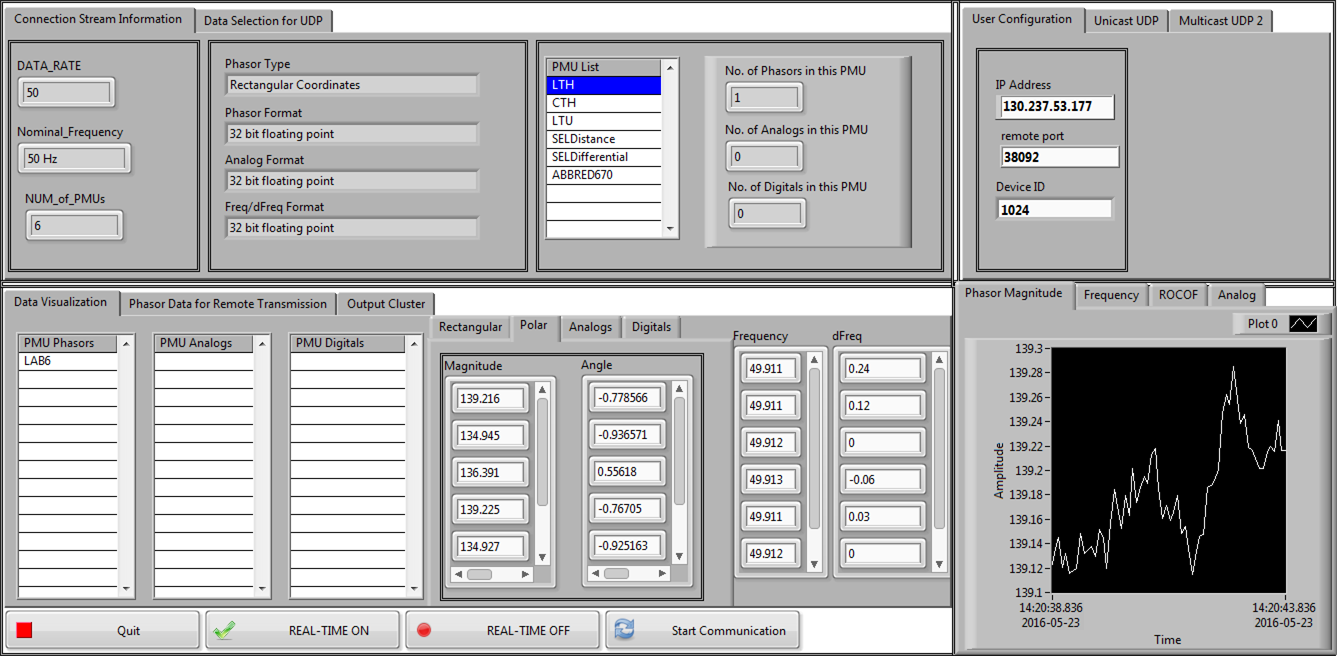 Connection Stream Information
Data Selection for UDP
DATA_RATE
50
Nominal_Frequency
50 Hz
NUM_of_PMUs
6
Phasor Type
Rectangular Coordinates
Phasor Format
32 bit floating point
Analog Format
32 bit floating point
Freq/dFreq Format
32 bit floating point
PMU List
LTH
CTH
LTU
SELDistance
SELDifferential
ABBRED670
No. of Phasors in this PMU
1
No. of Analogs in this PMU
0
No. of Digitals in this PMU
0
User Configuration
Unicast UDP
Multicast UDP 2
IP Address
130.237.53.177
remote port
38092
Device ID
1024
Data Visualization
Phasor Data for Remote Transmission
Output Cluster
PMU Phasors
LAB6
PMU Analogs
PMU Digitals
Rectangular
Polar
Analogs
Digitals
Magnitude
139.216
134.945
136.391
139.225
134.927
Angle
-0.778566
-0.936571
0.55618
-0.76705
-0.925163
Frequency
49.911
49.911
49.912
49.913
49.911
49.912
dFreq
0.24
0.12
0
-0.06
0.03
0
Phasor Magnitude
Frequency
ROCOF
Analog
Plot 0
Amplitude
139.3
139.28
139.26
139.24
139.22
139.2
139.18
139.16
139.14
139.12
139.1
14:20:38.836
2016-05-23
14:20:43.836
2016-05-23
Time
Quit
REAL-TIME ON
REAL-TIME OFF
Start Communication